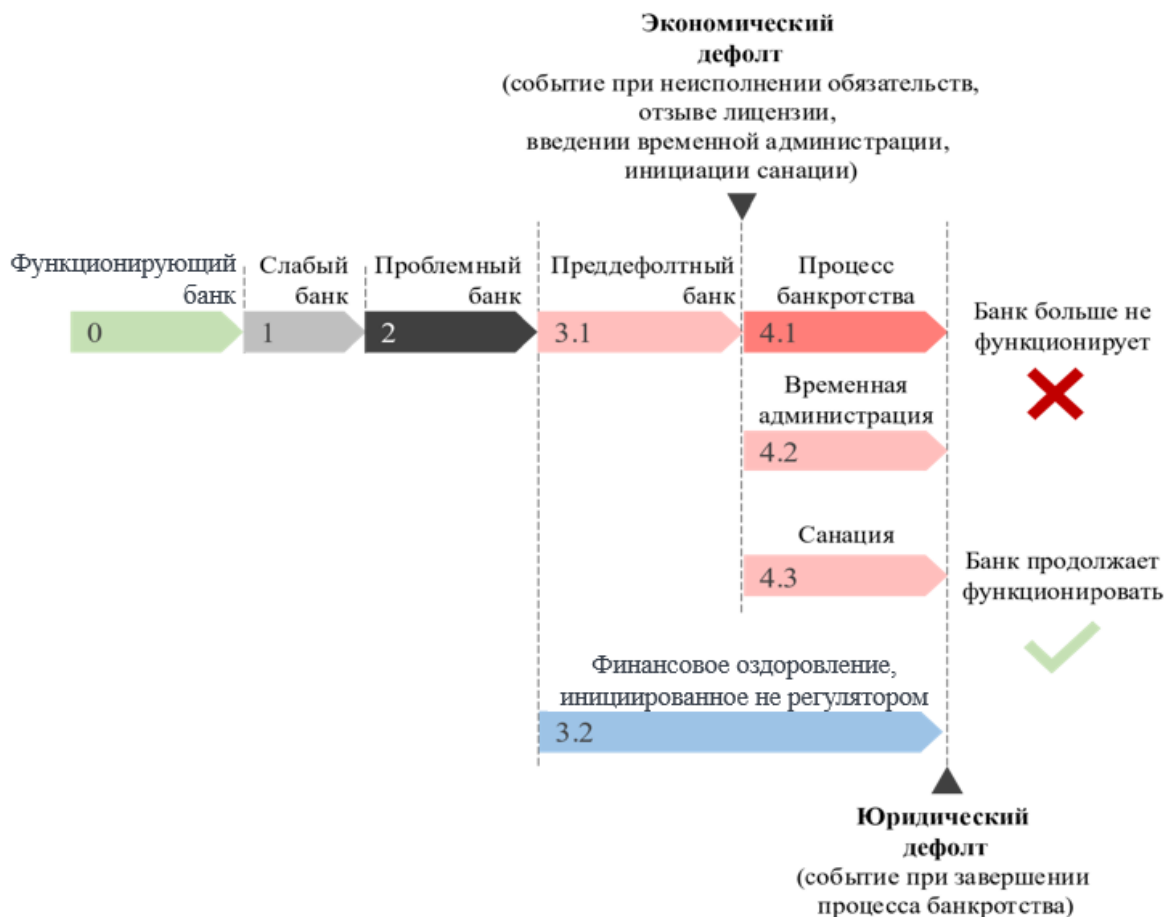 Экономический
дефолт
(событие при неисполнении обязательств,
отзыве лицензии,
введении временной администрации,
инициации санации)
Функционирующий
банк
Слабый
банк
Проблемный
банк
Преддефолтный
банк
Процесс
банкротства
0
1
2
3.1
4.1
Банк больше не
функционирует
Временная
администрация
4.2
Санация
4.3
Банк продолжает
функционировать
Финансовое оздоровление,
инициированное не регулятором
3.2
Юридический
дефолт
(событие при завершении
процесса банкротства)